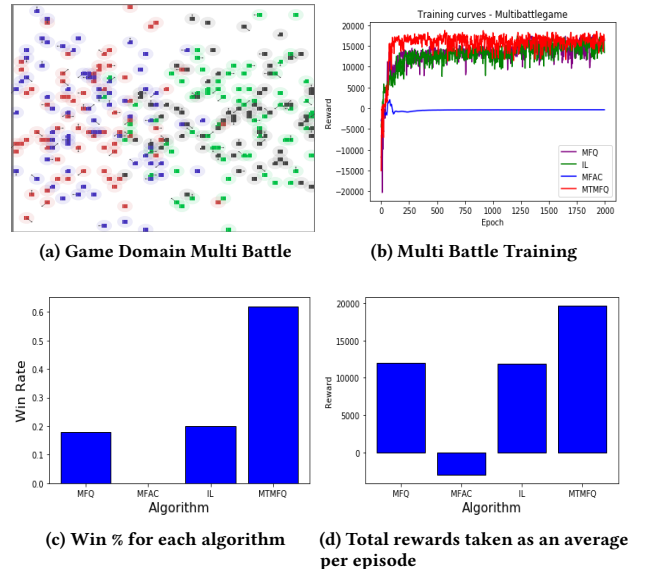 Training curves - Multibattlegame
20000
15000
10000
5000
0
−5000
−10000
−15000
−20000
Reward
MFQ
IL
MFAC
MTMFQ
0 250 500 750 1000 1250 1500 1750 2000
Epoch
(a) Game Domain Multi Battle
(b) Multi Battle Training
0.6
0.5
0.4
0.3
0.2
0.1
0.0
Win Rate
MFQ MFAC IL MTMFQ
Algorithm
20000
15000
10000
5000
0
Reward
MFQ MFAC IL MTMFQ
Algorithm
(c) Win % for each algorithm
(d) Total rewards taken as an average
per episode